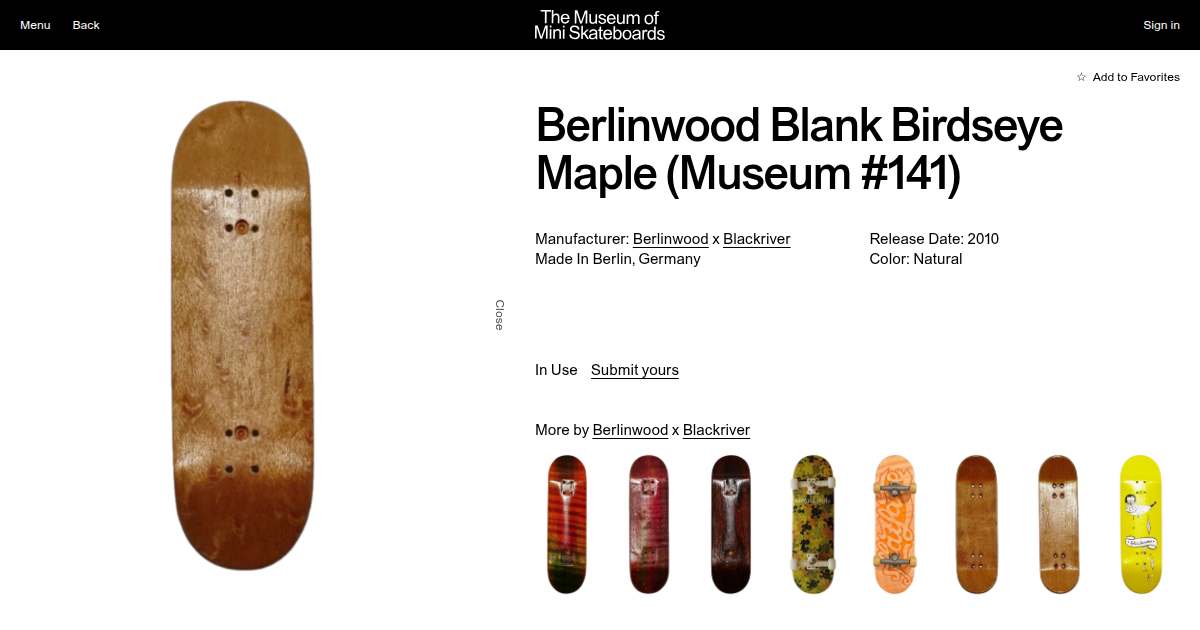 Menu
Back
The Museum of
Mini Skateboards
Sign in
☆ Add to Favorites
Berlinwood Blank Birdseye
Maple (Museum #141)
Manufacturer: Berlinwood x Blackriver
Made In Berlin, Germany
Release Date: 2010
Color: Natural
Close
In Use
Submit yours
More by Berlinwood x Blackriver